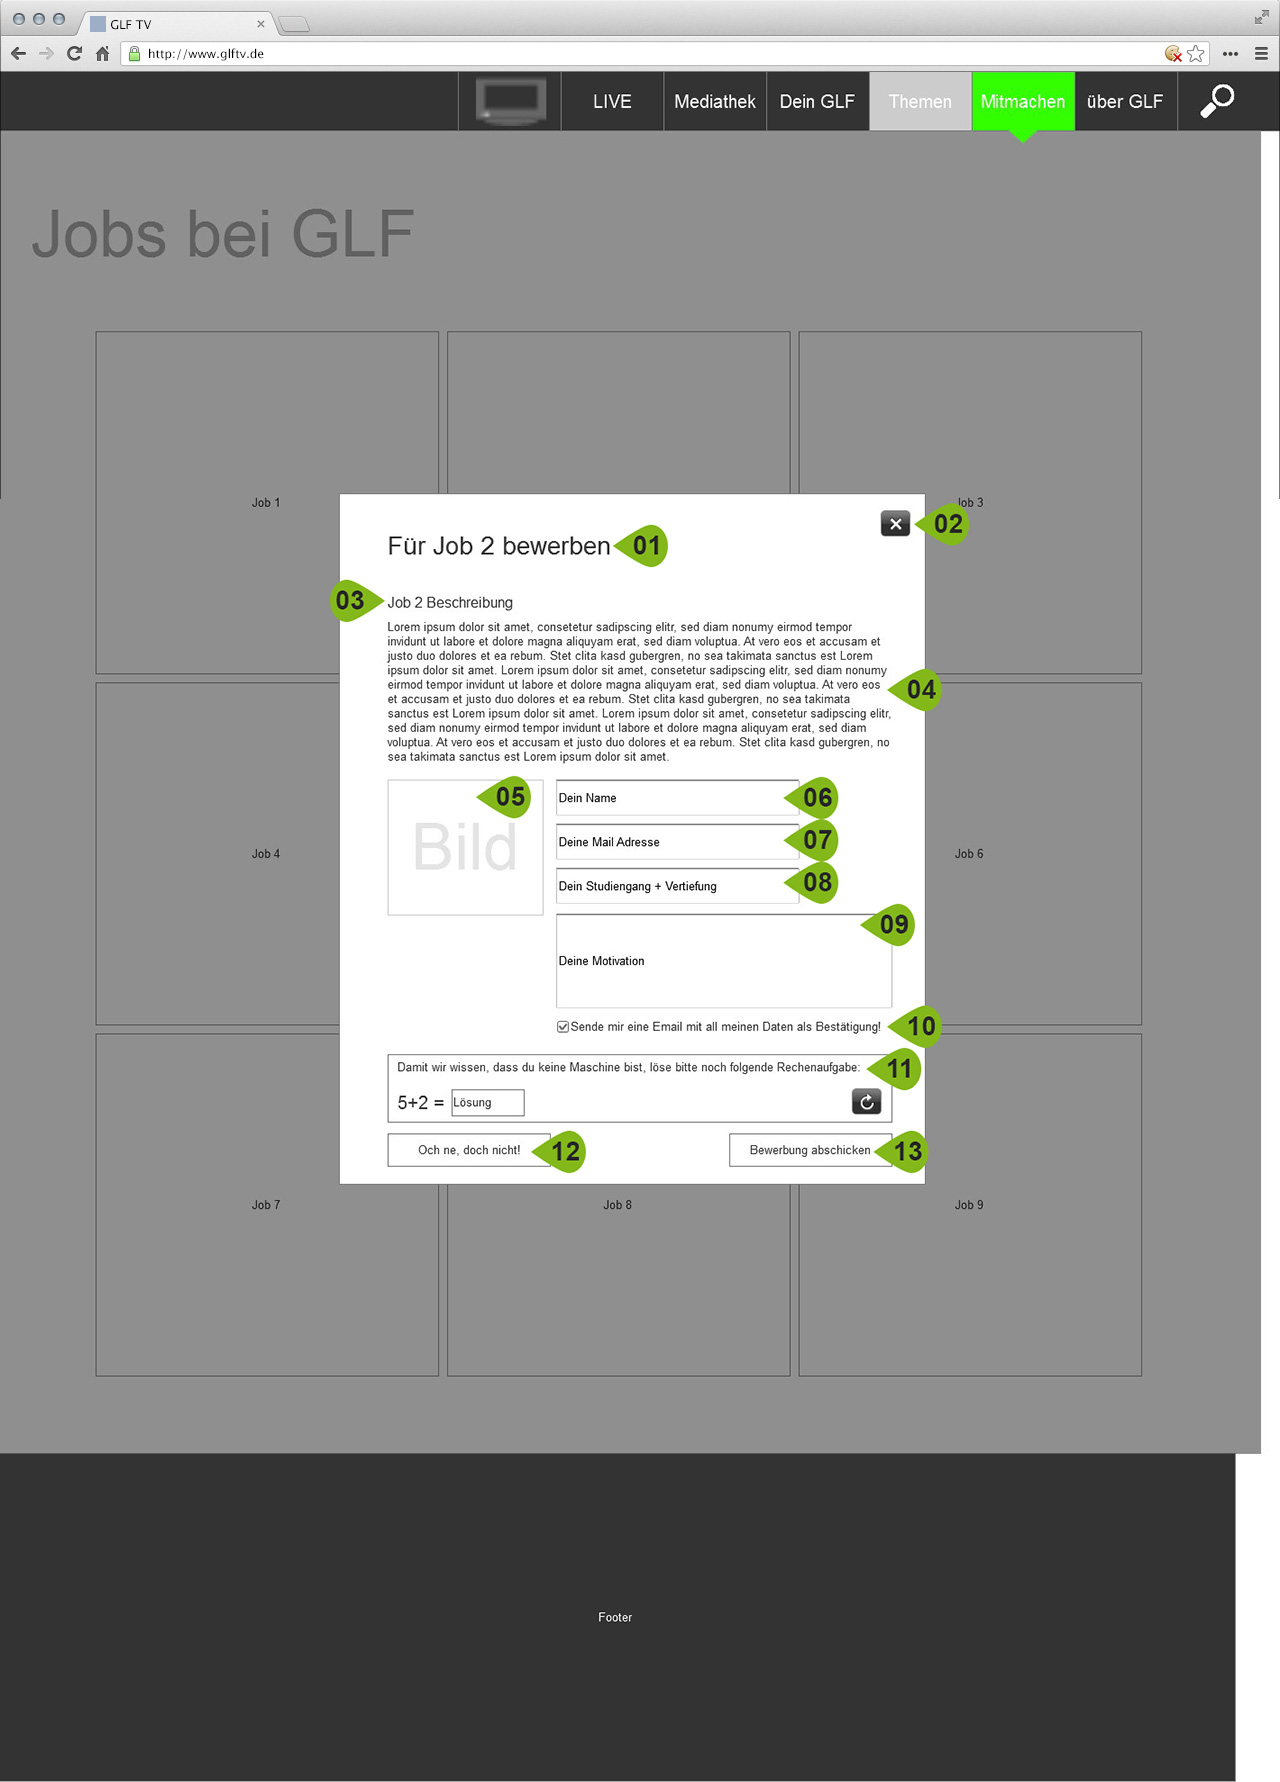 GLF TV
http://www.glftv.de
LIVE
Mediathek
Dein GLF
Themen
Mitmachen
über GLF
Jobs bei GLF
Job 1
Job 3
Für Job 2 bewerben
01
02
03
Job 2 Beschreibung
Lorem ipsum dolor sit amet, consetetur sadipscing elitr, sed diam nonumy eirmod tempor
invidunt ut labore et dolore magna aliquyam erat, sed diam voluptua. At vero eos et accusam et
justo duo dolores et ea rebum. Stet clita kasd gubergren, no sea takimata sanctus est Lorem
ipsum dolor sit amet. Lorem ipsum dolor sit amet, consetetur sadipscing elitr, sed diam nonumy
eirmod tempor invidunt ut labore et dolore magna aliquyam erat, sed diam voluptua. At vero eos
et accusam et justo duo dolores et ea rebum. Stet clita kasd gubergren, no sea takimata
sanctus est Lorem ipsum dolor sit amet. Lorem ipsum dolor sit amet, consetetur sadipscing elitr,
sed diam nonumy eirmod tempor invidunt ut labore et dolore magna aliquyam erat, sed diam
voluptua. At vero eos et accusam et justo duo dolores et ea rebum. Stet clita kasd gubergren, no
sea takimata sanctus est Lorem ipsum dolor sit amet.
04
Bild
05
Dein Name
06
Deine Mail Adresse
07
Dein Studiengang + Vertiefung
08
Deine Motivation
09
Sende mir eine Email mit all meinen Daten als Bestätigung!
10
Damit wir wissen, dass du keine Maschine bist, löse bitte noch folgende Rechenaufgabe:
11
5+2 =
Lösung
Och ne, doch nicht!
12
Bewerbung abschicken
13
Job 4
Job 6
Job 7
Job 8
Job 9
Footer